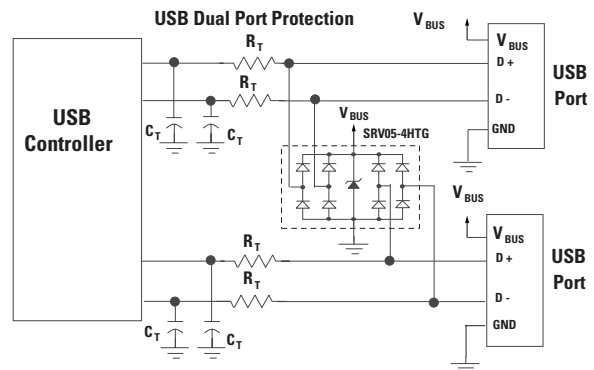 USB Dual Port Protection
V BUS
R T
V BUS
D +
USB
Port
R T
D -
USB
Controller
C T
C T
V BUS
SRV05-4HTG
GND
V BUS
R T
V BUS
D +
USB
Port
R T
D -
C T
C T
GND